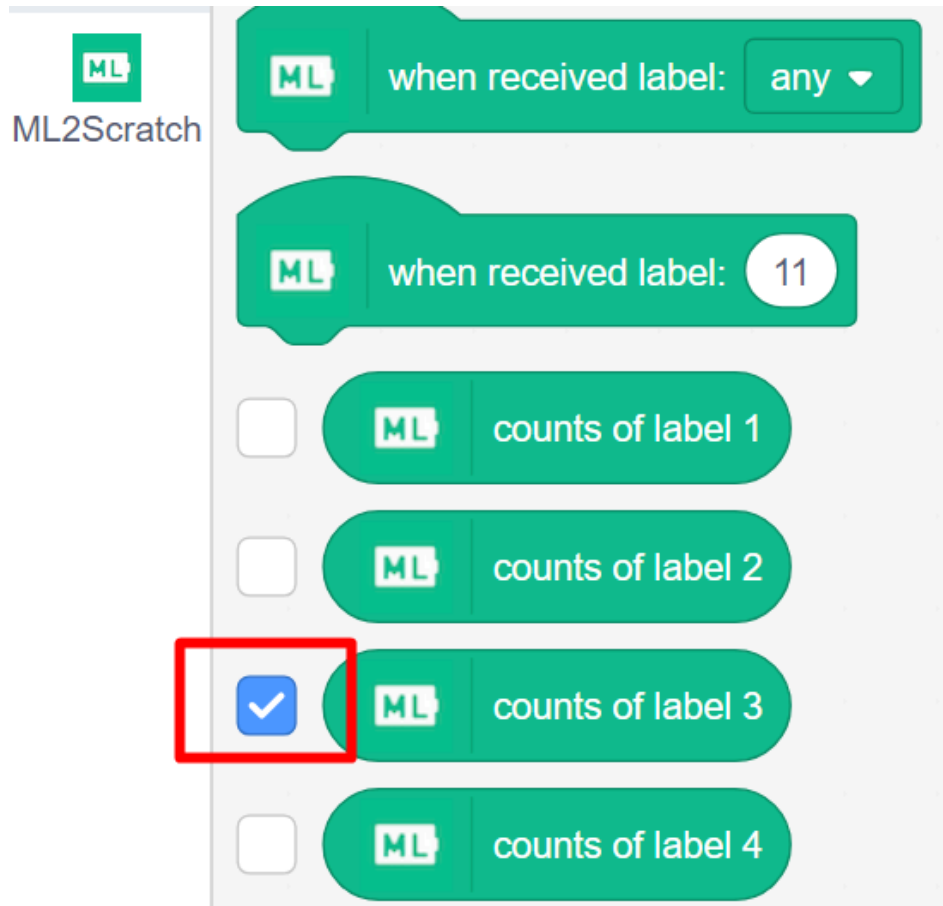 ML when received label: any
ML
ML2Scratch
ML when received label: 11
ML counts of label 1
ML counts of label 2
ML counts of label 3
ML counts of label 4